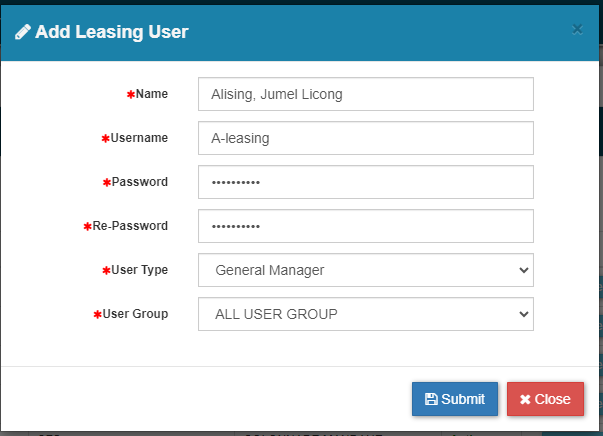 Add Leasing User ×
✱Name Alising, Jumel Licong
✱Username A-leasing
✱Password ••••••••••
✱Re-Password ••••••••••
✱User Type General Manager
✱User Group ALL USER GROUP
Submit ✖ Close